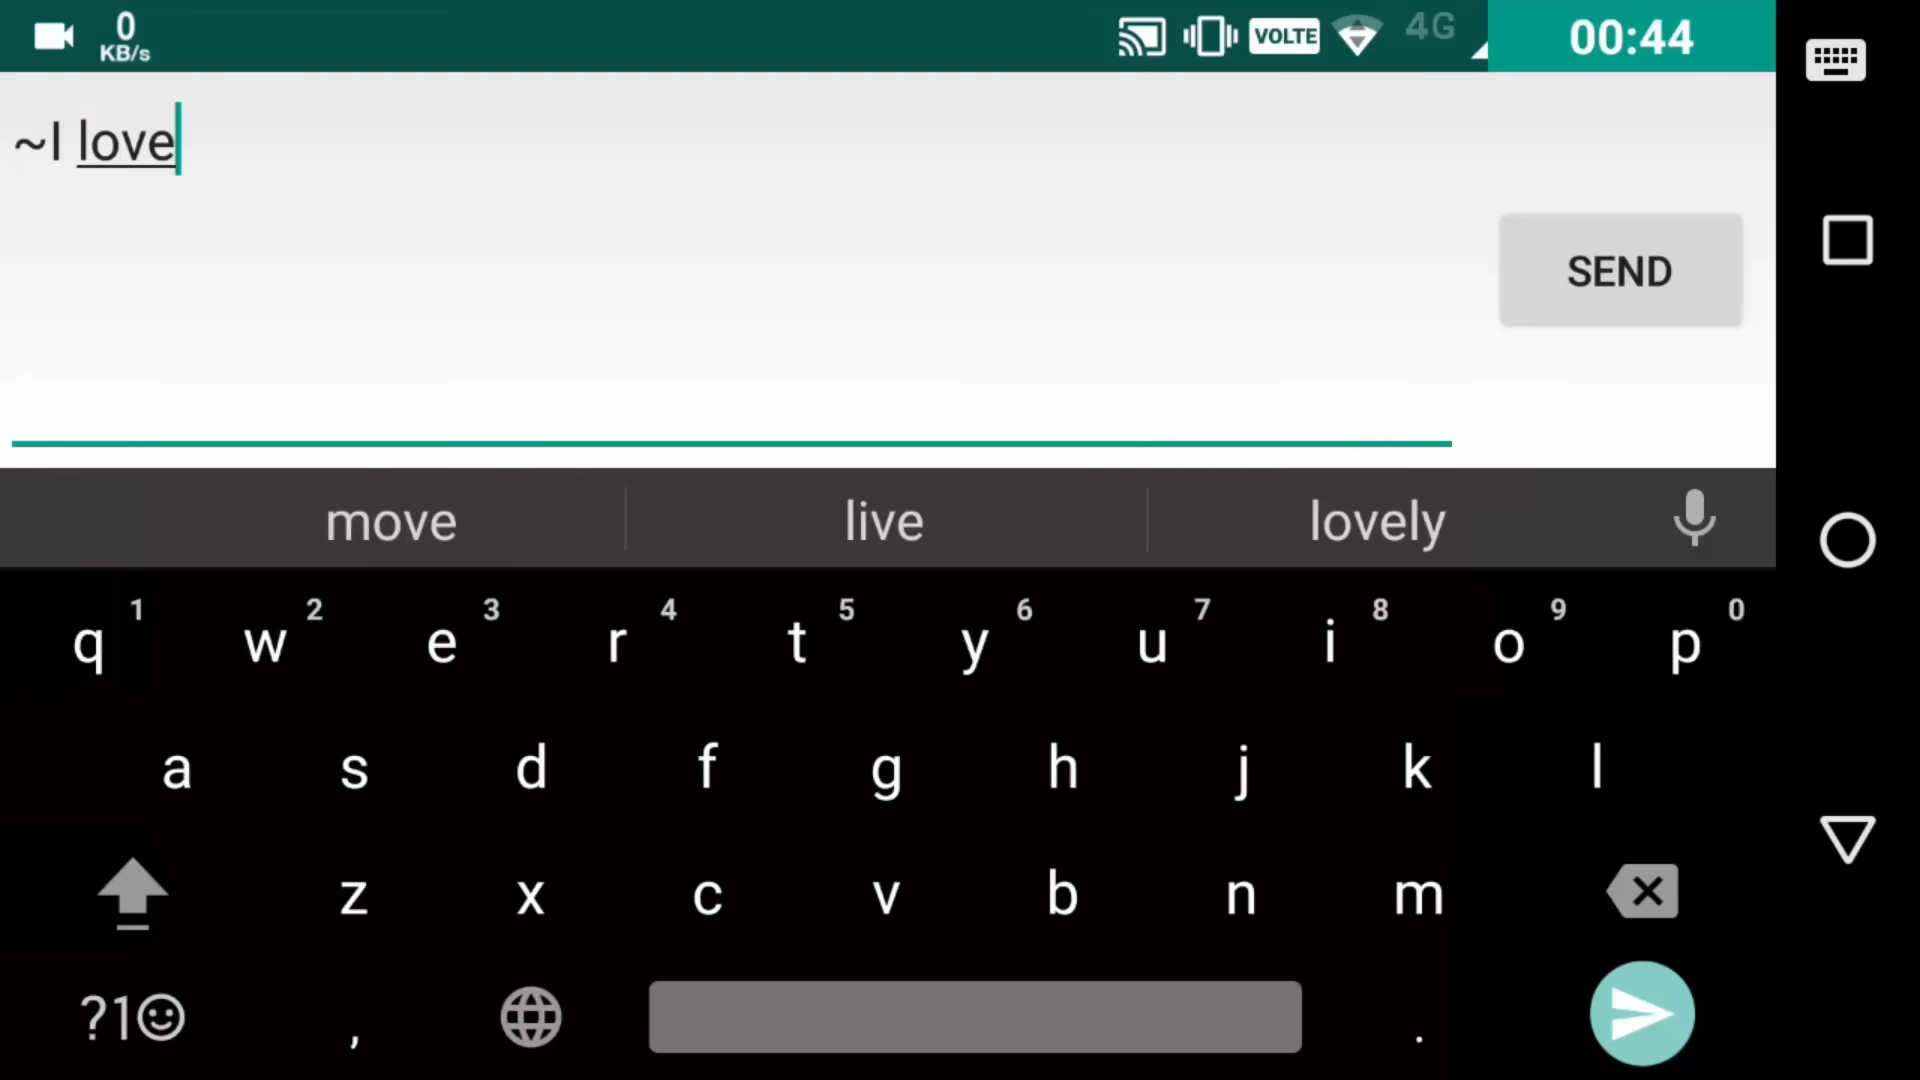 0
KB/s
VOLTE
4G
00:44
~I love
SEND
move live lovely
q 1 w 2 e 3 r 4 t 5 y 6 u 7 i 8 o 9 p 0
a s d f g h j k l
z x c v b n m
?1☺ , .